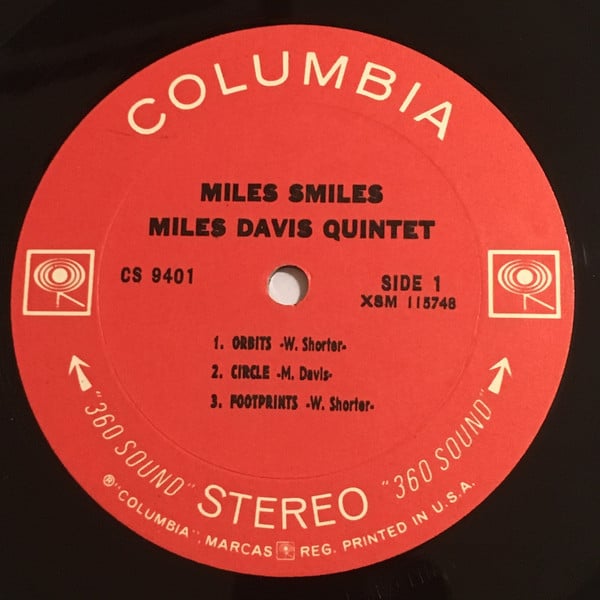 COLUMBIA
MILES SMILES
MILES DAVIS QUINTET
CS 9401
SIDE 1
XSM 115748
1. ORBITS -W. Shorter-
2. CIRCLE -M. Davis-
3. FOOTPRINTS -W. Shorter-
"360 SOUND" STEREO "360 SOUND"
®"COLUMBIA", MARCAS REG. PRINTED IN U.S.A.